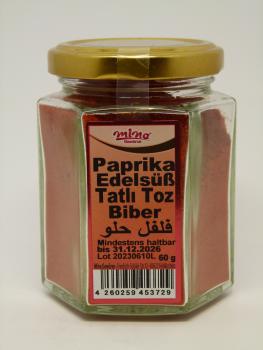 mino
Paprika
Edelsüß
Tatlı Toz
Biber
فلفل حلو
Mindestens haltbar
bis 31.12.2026
Lot 20230610L 60 g
4 260259 453729